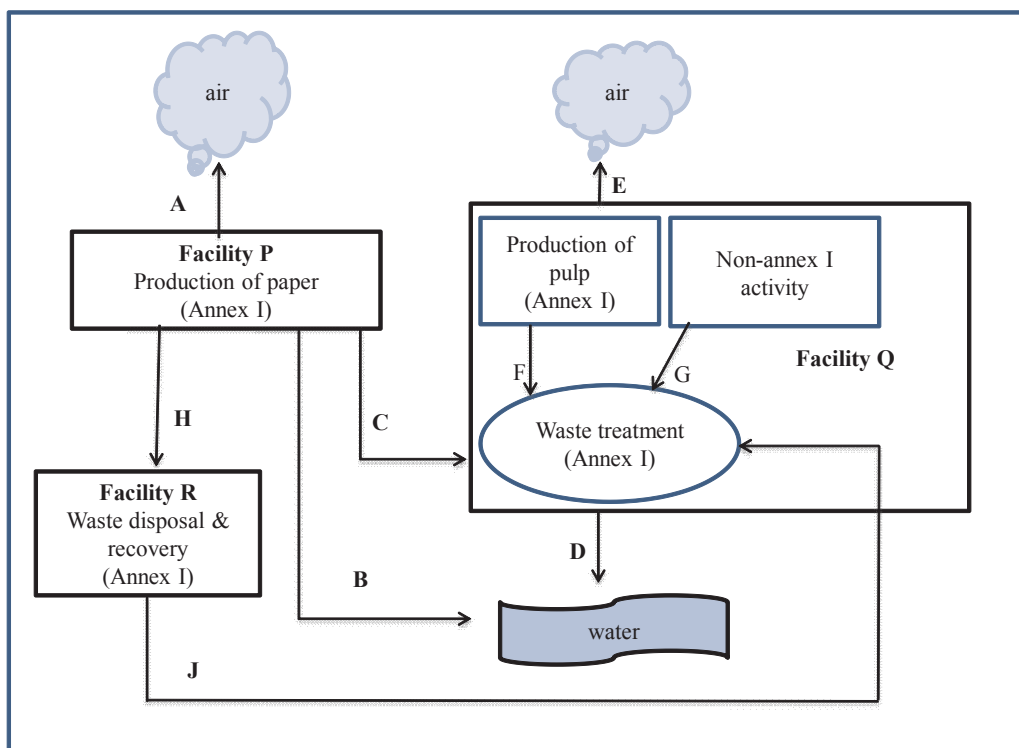 air
air
A
E
Facility P
Production of paper
(Annex I)
Production of
pulp
(Annex I)
Non-annex I
activity
Facility Q
F
G
H
C
Waste treatment
(Annex I)
Facility R
Waste disposal &
recovery
(Annex I)
D
B
water
J